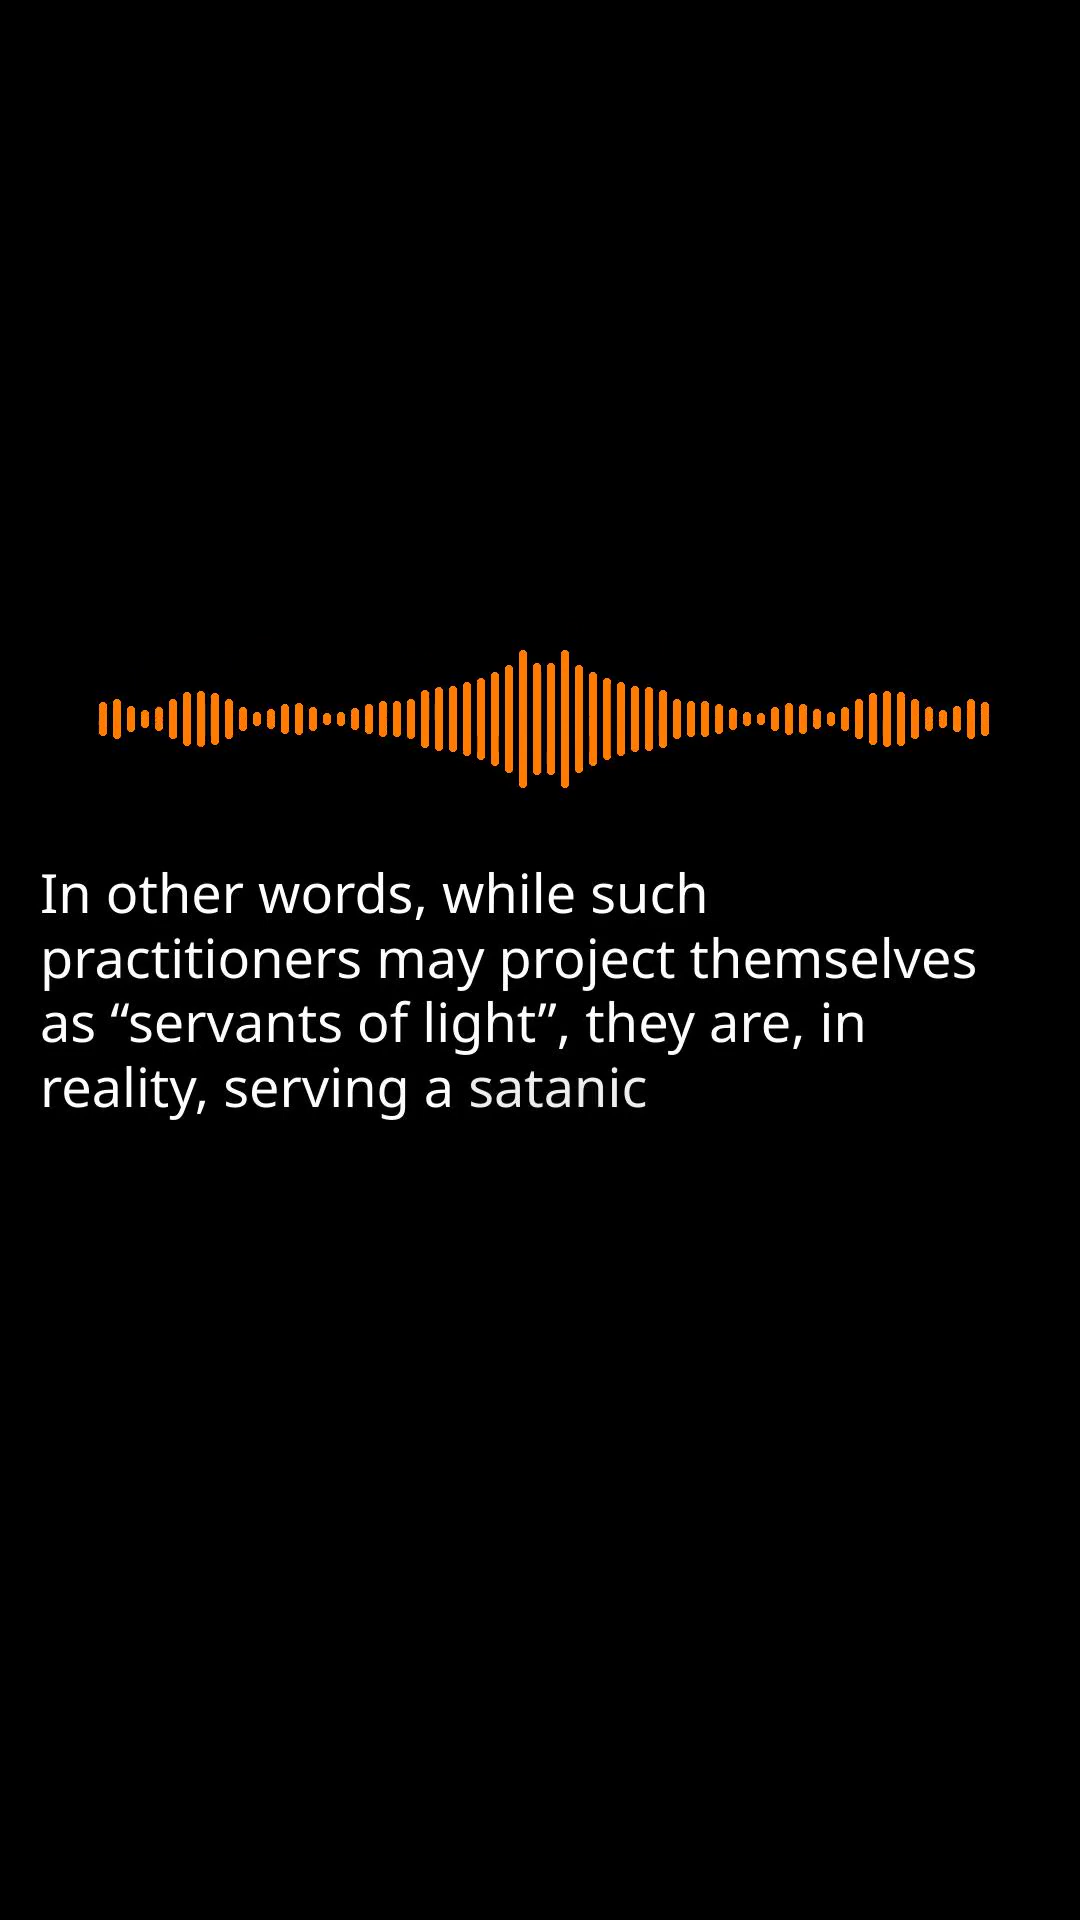 In other words, while such
practitioners may project themselves
as “servants of light”, they are, in
reality, serving a satanic